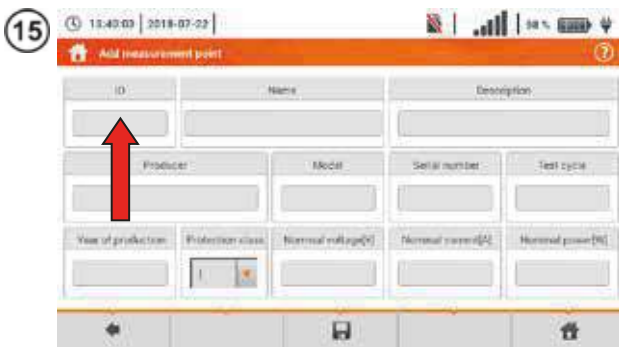 15
13:40:03 2018-07-22 98 %
Add measurement point ?
ID Name Description
Producer Model Serial number Test cycle
Year of production Protection class Nominal voltage[V] Nominal current[A] Nominal power[W]
I